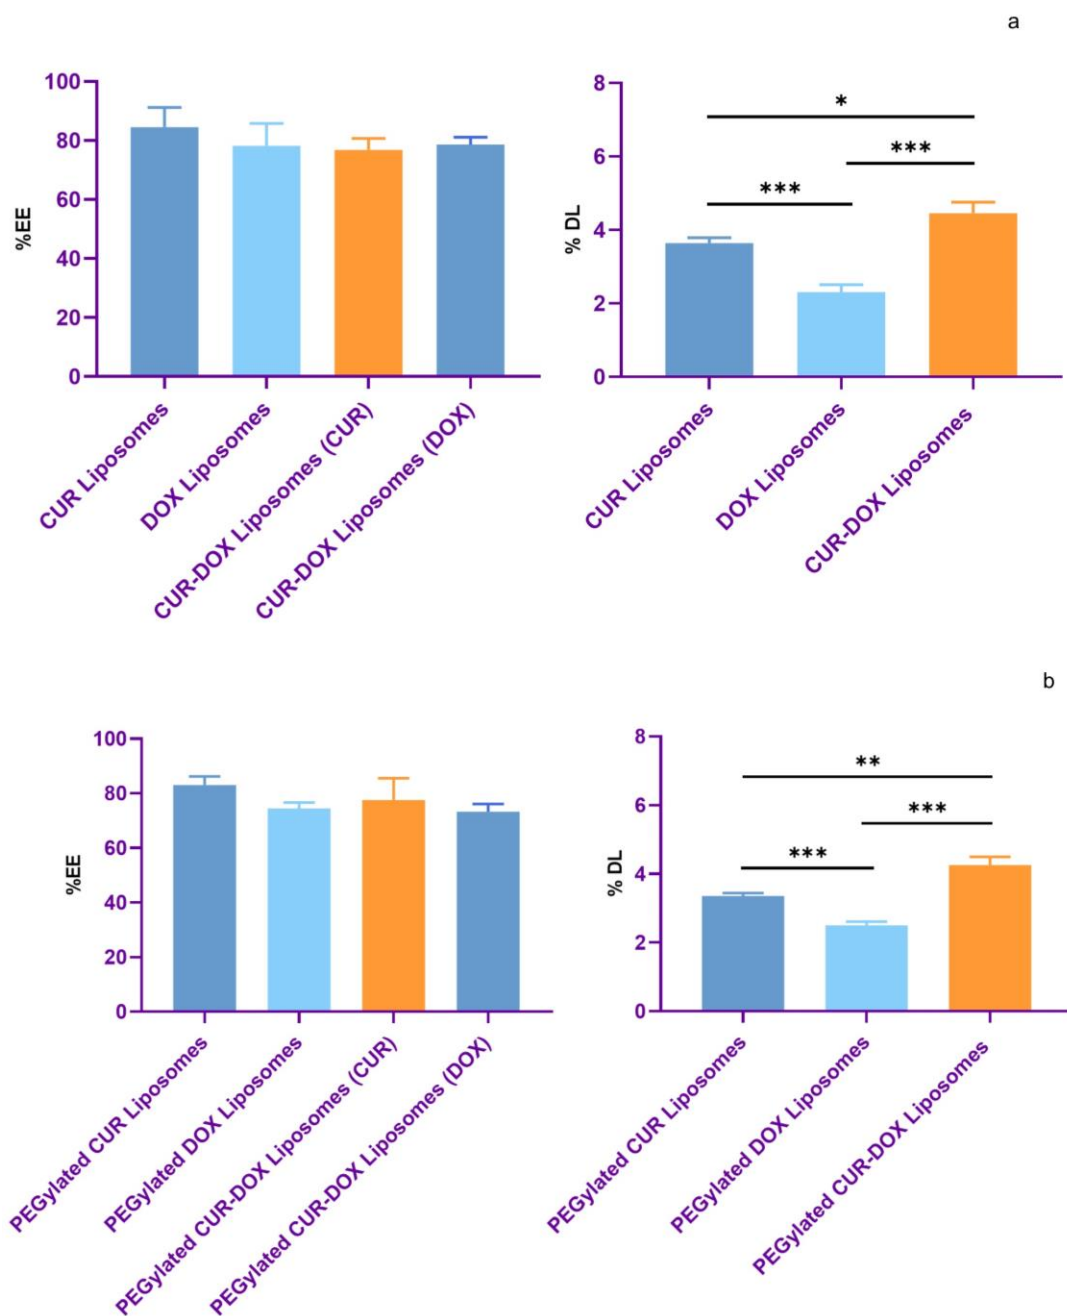 a
%EE
100
80
60
40
20
0
CUR Liposomes
DOX Liposomes
CUR-DOX Liposomes (CUR)
CUR-DOX Liposomes (DOX)
% DL
8
6
4
2
0
*
***
***
CUR Liposomes
DOX Liposomes
CUR-DOX Liposomes
b
%EE
100
80
60
40
20
0
PEGylated CUR Liposomes
PEGylated DOX Liposomes
PEGylated CUR-DOX Liposomes (CUR)
PEGylated CUR-DOX Liposomes (DOX)
% DL
8
6
4
2
0
**
***
***
PEGylated CUR Liposomes
PEGylated DOX Liposomes
PEGylated CUR-DOX Liposomes